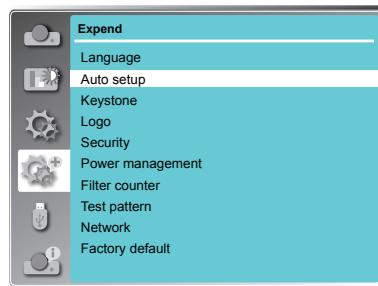 Expend
Language
Auto setup
Keystone
Logo
Security
Power management
Filter counter
Test pattern
Network
Factory default